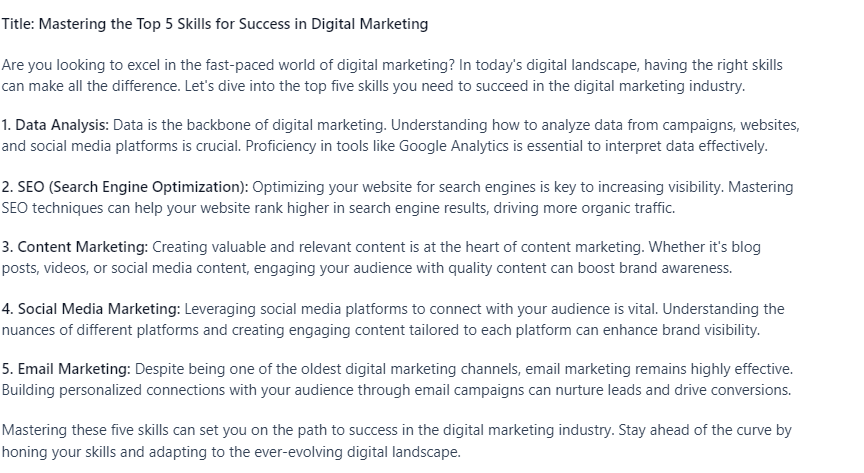 Title: Mastering the Top 5 Skills for Success in Digital Marketing
Are you looking to excel in the fast-paced world of digital marketing? In today's digital landscape, having the right skills
can make all the difference. Let's dive into the top five skills you need to succeed in the digital marketing industry.
1. Data Analysis: Data is the backbone of digital marketing. Understanding how to analyze data from campaigns, websites,
and social media platforms is crucial. Proficiency in tools like Google Analytics is essential to interpret data effectively.
2. SEO (Search Engine Optimization): Optimizing your website for search engines is key to increasing visibility. Mastering
SEO techniques can help your website rank higher in search engine results, driving more organic traffic.
3. Content Marketing: Creating valuable and relevant content is at the heart of content marketing. Whether it's blog
posts, videos, or social media content, engaging your audience with quality content can boost brand awareness.
4. Social Media Marketing: Leveraging social media platforms to connect with your audience is vital. Understanding the
nuances of different platforms and creating engaging content tailored to each platform can enhance brand visibility.
5. Email Marketing: Despite being one of the oldest digital marketing channels, email marketing remains highly effective.
Building personalized connections with your audience through email campaigns can nurture leads and drive conversions.
Mastering these five skills can set you on the path to success in the digital marketing industry. Stay ahead of the curve by
honing your skills and adapting to the ever-evolving digital landscape.